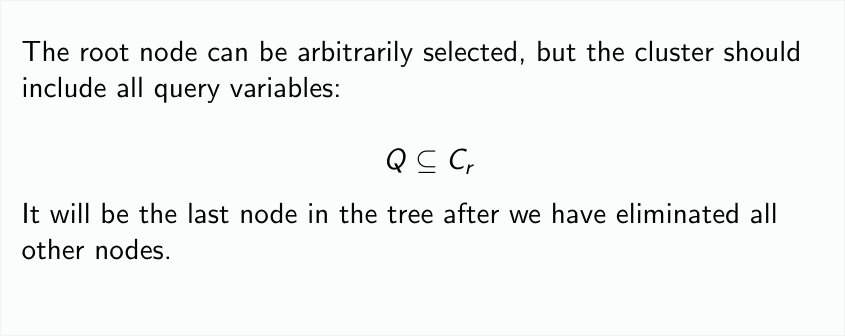 The root node can be arbitrarily selected, but the cluster should
include all query variables:
Q ⊆ C_r
It will be the last node in the tree after we have eliminated all
other nodes.